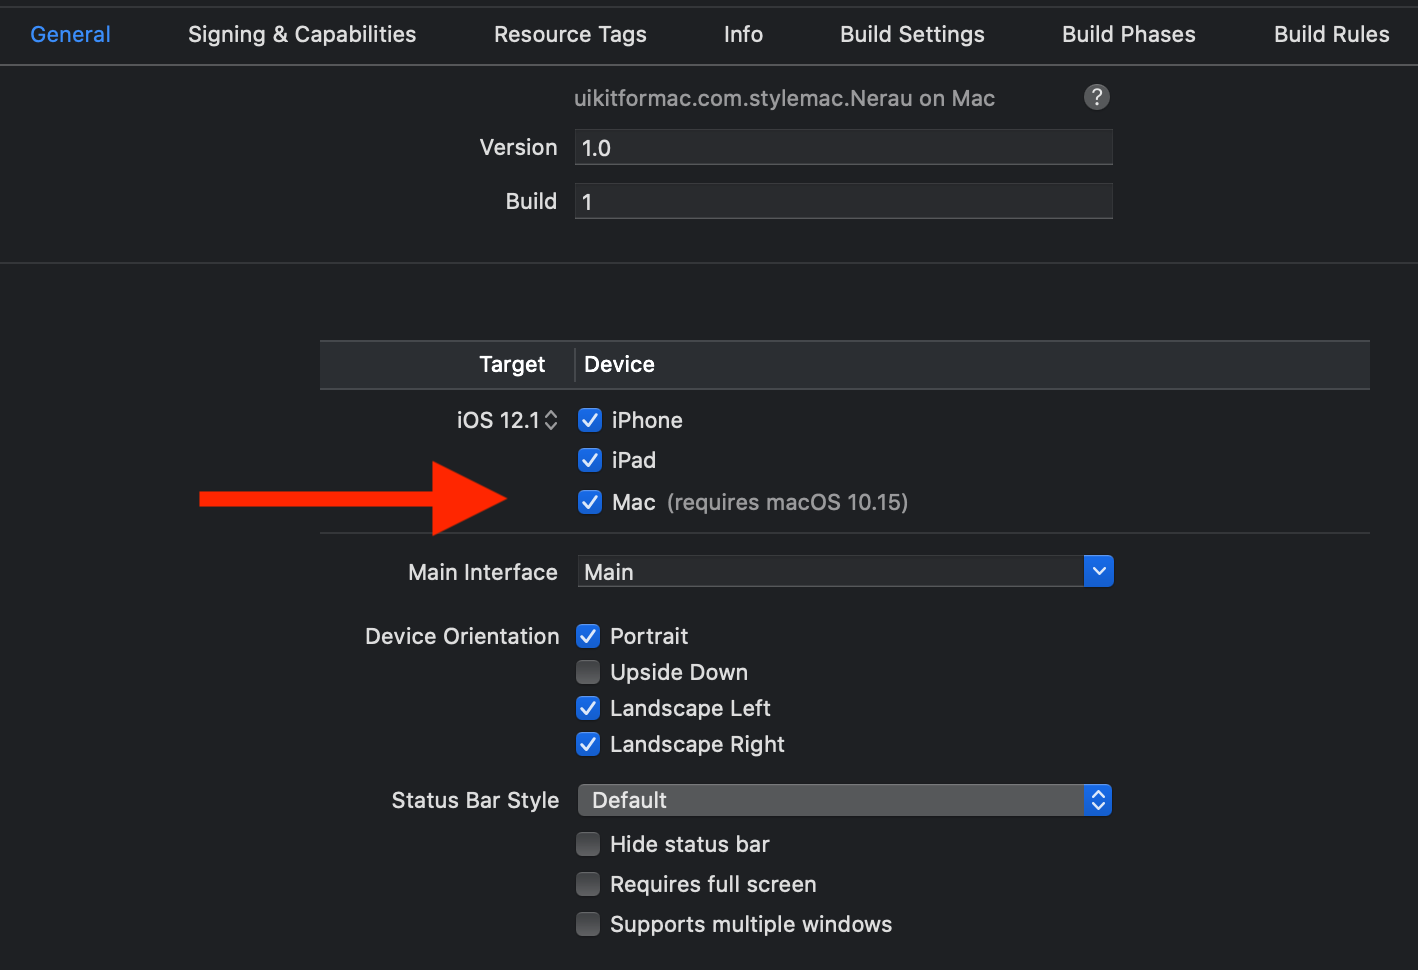 General Signing & Capabilities Resource Tags Info Build Settings Build Phases Build Rules
uikitformac.com.stylemac.Nerau on Mac ?
Version 1.0
Build 1
Target Device
iOS 12.1 iPhone
iPad
Mac (requires macOS 10.15)
Main Interface Main
Device Orientation Portrait
Upside Down
Landscape Left
Landscape Right
Status Bar Style Default
Hide status bar
Requires full screen
Supports multiple windows